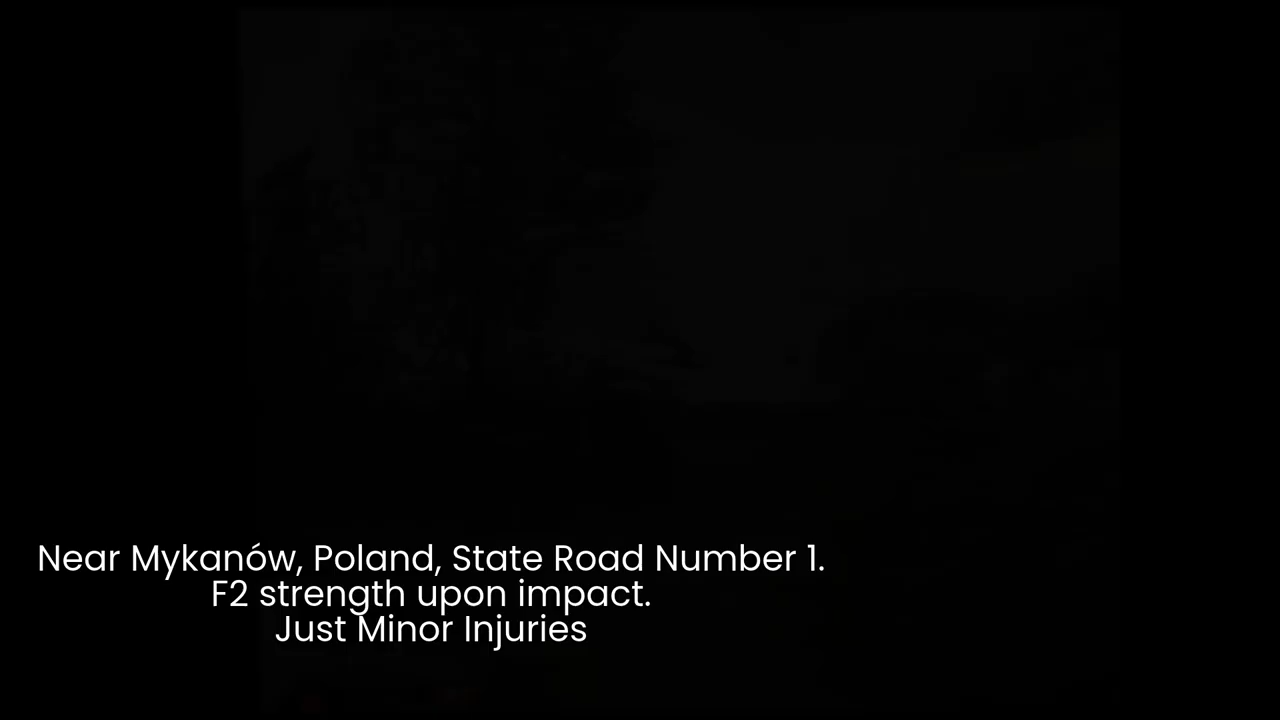 Near Mykanów, Poland, State Road Number 1.
F2 strength upon impact.
Just Minor Injuries